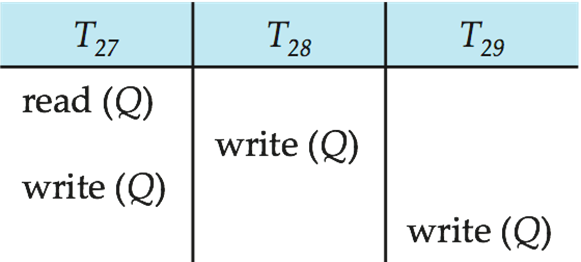 T27 T28 T29
read (Q)
write (Q)
write (Q)
write (Q)